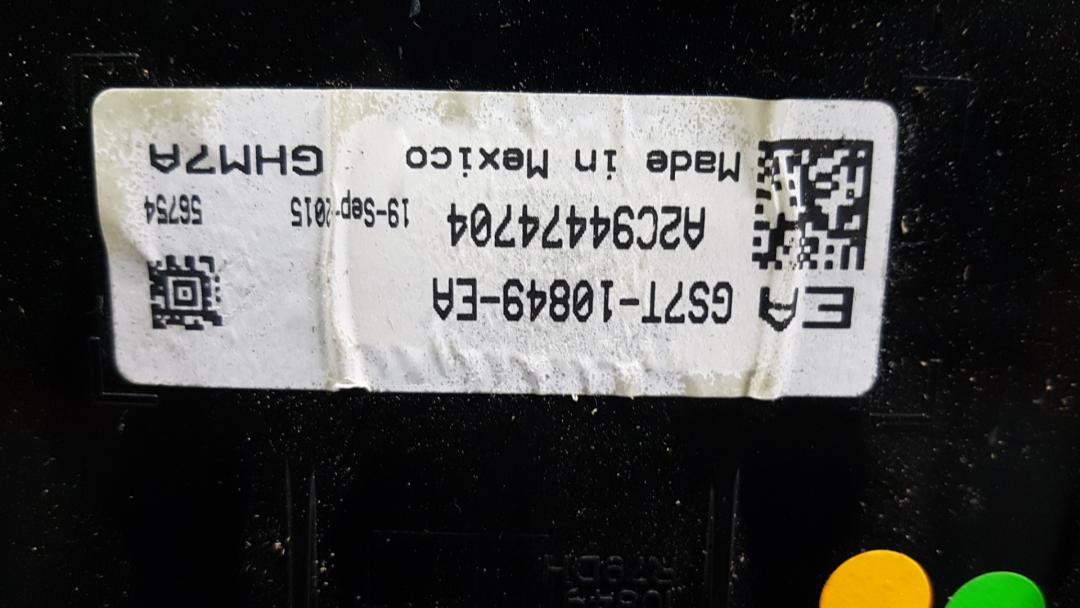 EA GS7T-10849-EA
A2C94474704 19-Sep-2015 56754
Made in Mexico GHM7A